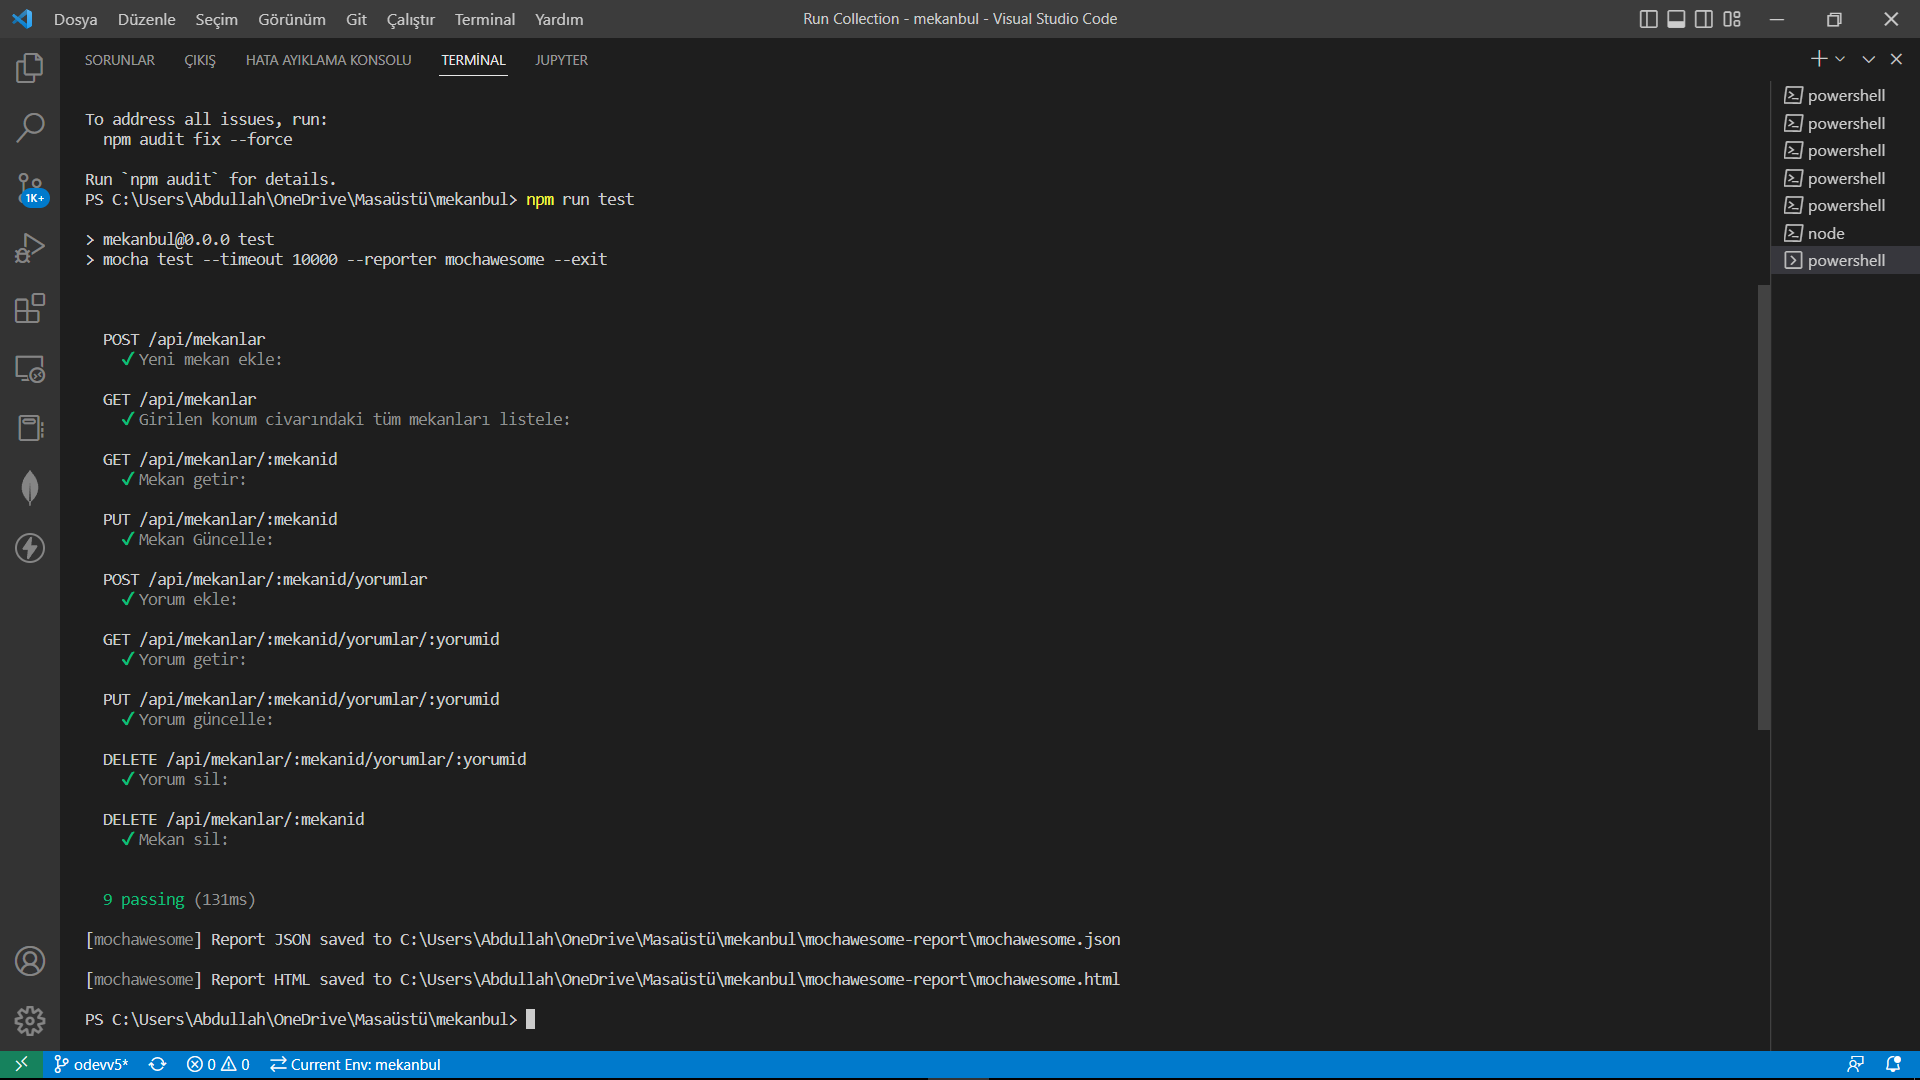 Dosya Düzenle Seçim Görünüm Git Çalıştır Terminal Yardım
Run Collection - mekanbul - Visual Studio Code
SORUNLAR ÇIKIŞ HATA AYIKLAMA KONSOLU TERMİNAL JUPYTER
To address all issues, run:
npm audit fix --force
Run `npm audit` for details.
PS C:\Users\Abdullah\OneDrive\Masaüstü\mekanbul> npm run test
> mekanbul@0.0.0 test
> mocha test --timeout 10000 --reporter mochawesome --exit
POST /api/mekanlar
✓ Yeni mekan ekle:
GET /api/mekanlar
✓ Girilen konum civarındaki tüm mekanları listele:
GET /api/mekanlar/:mekanid
✓ Mekan getir:
PUT /api/mekanlar/:mekanid
✓ Mekan Güncelle:
POST /api/mekanlar/:mekanid/yorumlar
✓ Yorum ekle:
GET /api/mekanlar/:mekanid/yorumlar/:yorumid
✓ Yorum getir:
PUT /api/mekanlar/:mekanid/yorumlar/:yorumid
✓ Yorum güncelle:
DELETE /api/mekanlar/:mekanid/yorumlar/:yorumid
✓ Yorum sil:
DELETE /api/mekanlar/:mekanid
✓ Mekan sil:
9 passing (131ms)
[mochawesome] Report JSON saved to C:\Users\Abdullah\OneDrive\Masaüstü\mekanbul\mochawesome-report\mochawesome.json
[mochawesome] Report HTML saved to C:\Users\Abdullah\OneDrive\Masaüstü\mekanbul\mochawesome-report\mochawesome.html
PS C:\Users\Abdullah\OneDrive\Masaüstü\mekanbul>
powershell
powershell
powershell
powershell
powershell
node
powershell
1K+
odevv5* 0 0 Current Env: mekanbul